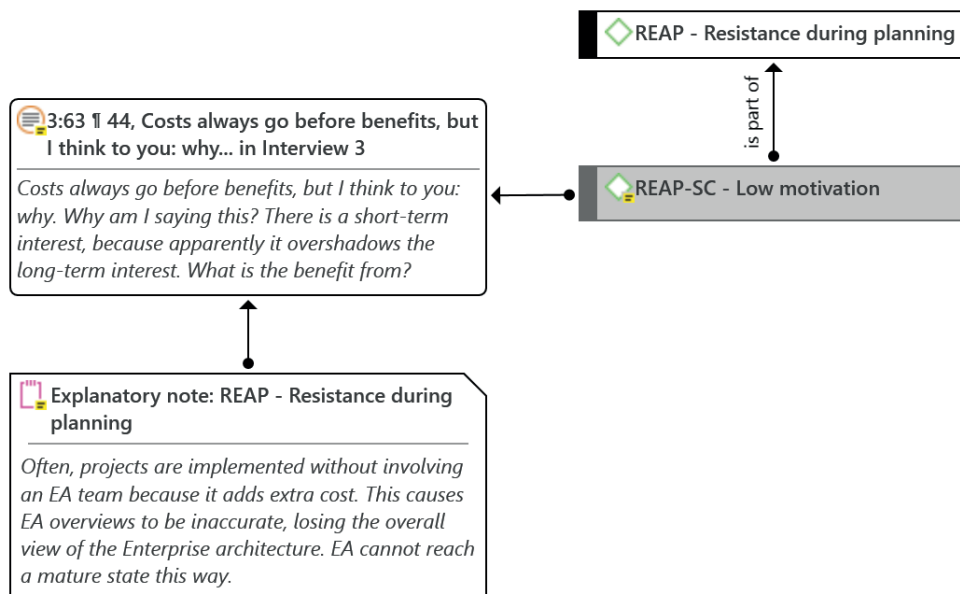 REAP - Resistance during planning
is part of
REAP-SC - Low motivation
3:63 ¶ 44, Costs always go before benefits, but
I think to you: why... in Interview 3
Costs always go before benefits, but I think to you:
why. Why am I saying this? There is a short-term
interest, because apparently it overshadows the
long-term interest. What is the benefit from?
Explanatory note: REAP - Resistance during
planning
Often, projects are implemented without involving
an EA team because it adds extra cost. This causes
EA overviews to be inaccurate, losing the overall
view of the Enterprise architecture. EA cannot reach
a mature state this way.